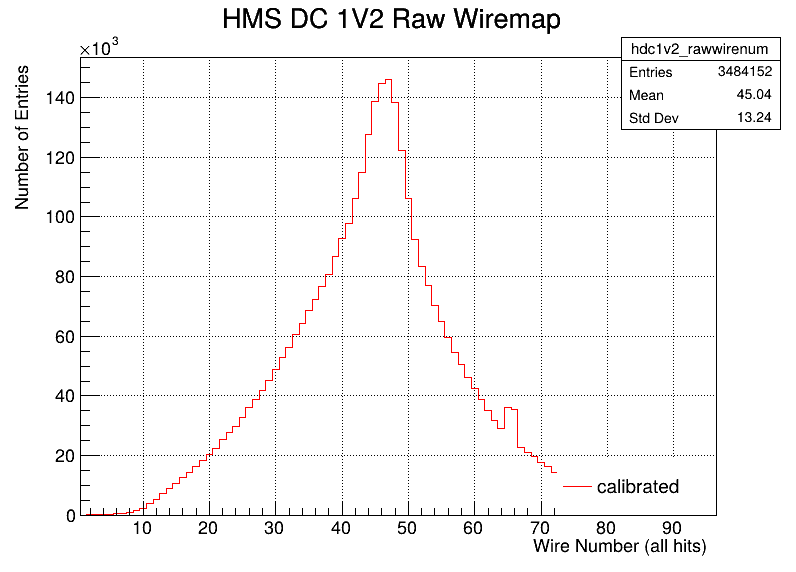 HMS DC 1V2 Raw Wiremap
×10³
hdc1v2_rawwirenum
Entries 3484152
Mean 45.04
Std Dev 13.24
Number of Entries
140
120
100
80
60
40
20
0
calibrated
10 20 30 40 50 60 70 80 90
Wire Number (all hits)